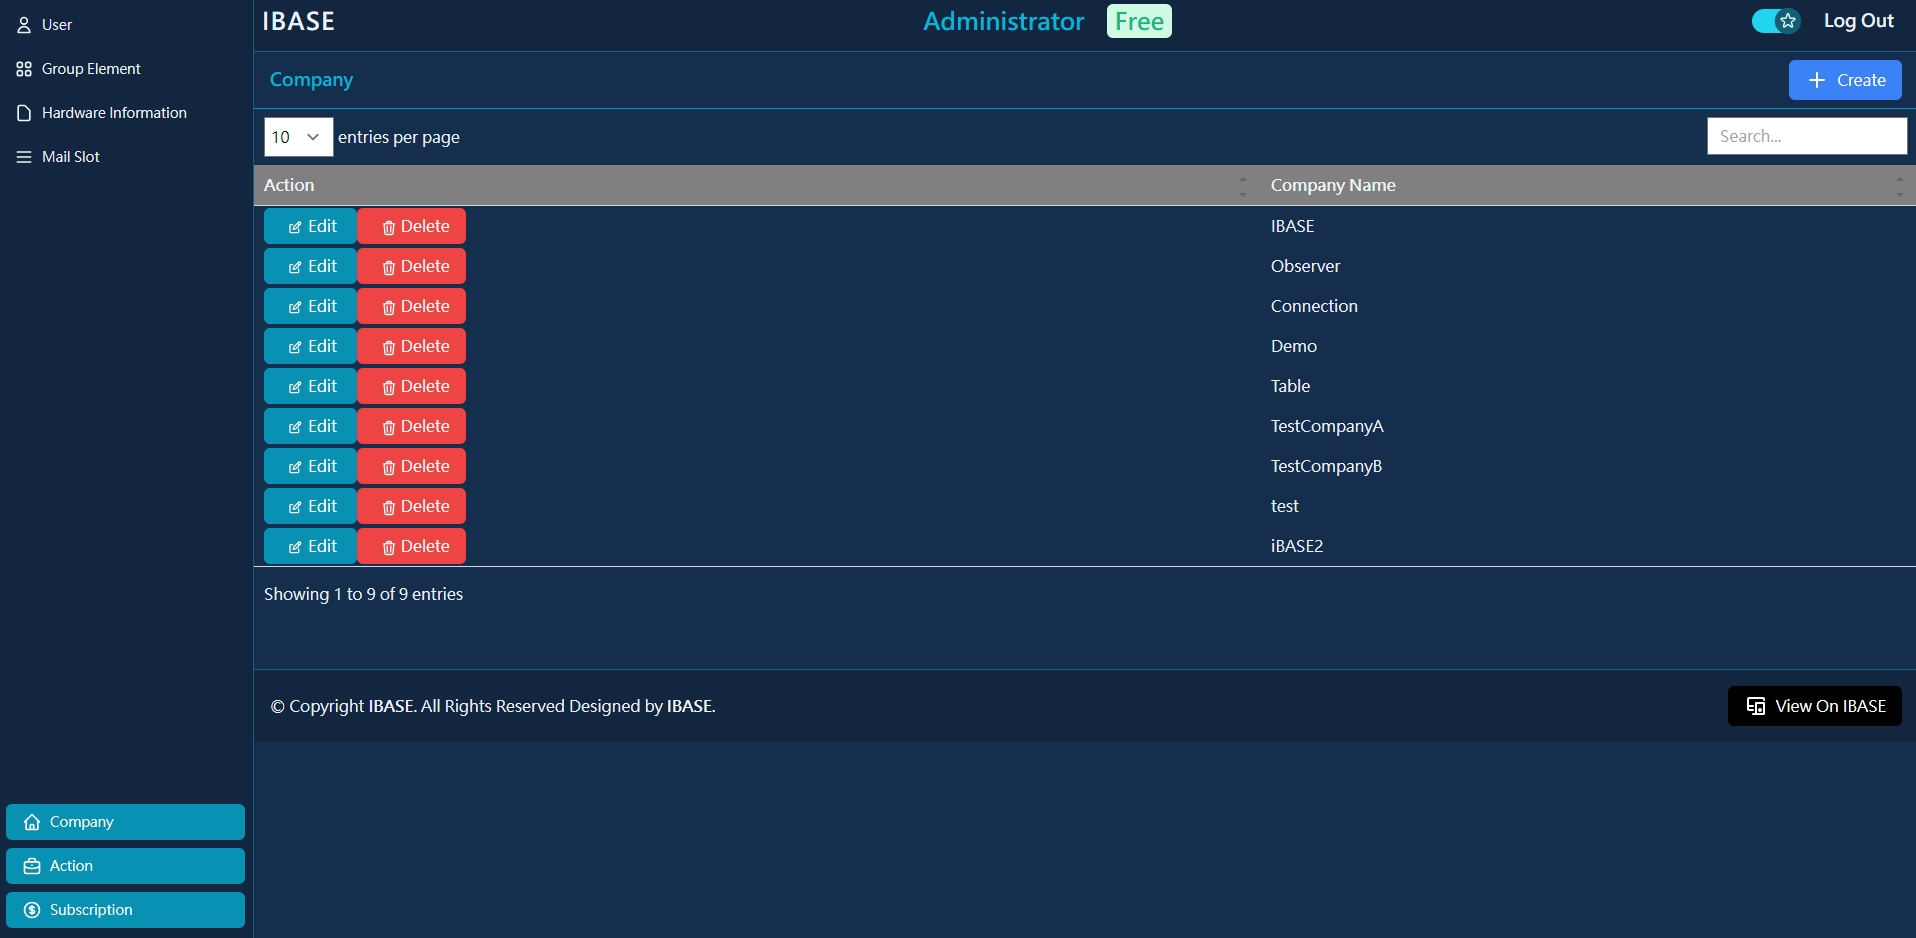 User
Group Element
Hardware Information
Mail Slot
Company
Action
Subscription
IBASE
Administrator Free
Log Out
Company
Create
10 entries per page
Search...
Action Company Name
Edit Delete IBASE
Edit Delete Observer
Edit Delete Connection
Edit Delete Demo
Edit Delete Table
Edit Delete TestCompanyA
Edit Delete TestCompanyB
Edit Delete test
Edit Delete iBASE2
Showing 1 to 9 of 9 entries
© Copyright IBASE. All Rights Reserved Designed by IBASE.
View On IBASE